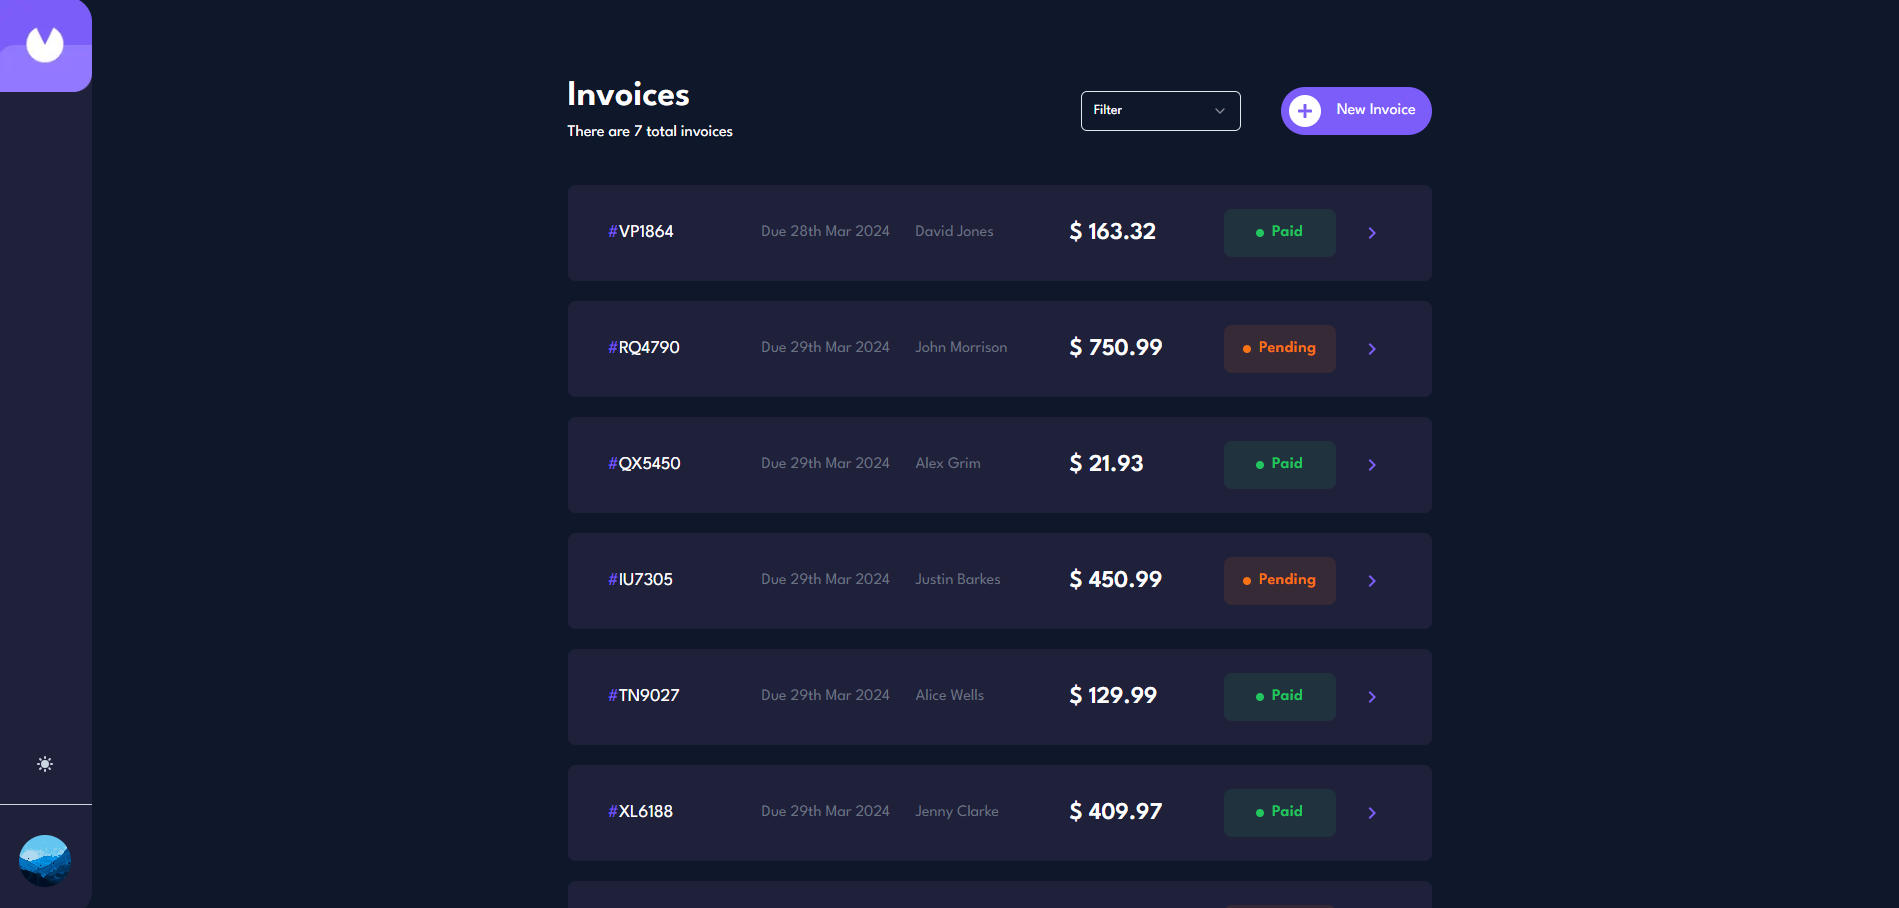 Invoices
There are 7 total invoices
Filter
New Invoice
#VP1864 Due 28th Mar 2024 David Jones $ 163.32 Paid
#RQ4790 Due 29th Mar 2024 John Morrison $ 750.99 Pending
#QX5450 Due 29th Mar 2024 Alex Grim $ 21.93 Paid
#IU7305 Due 29th Mar 2024 Justin Barkes $ 450.99 Pending
#TN9027 Due 29th Mar 2024 Alice Wells $ 129.99 Paid
#XL6188 Due 29th Mar 2024 Jenny Clarke $ 409.97 Paid